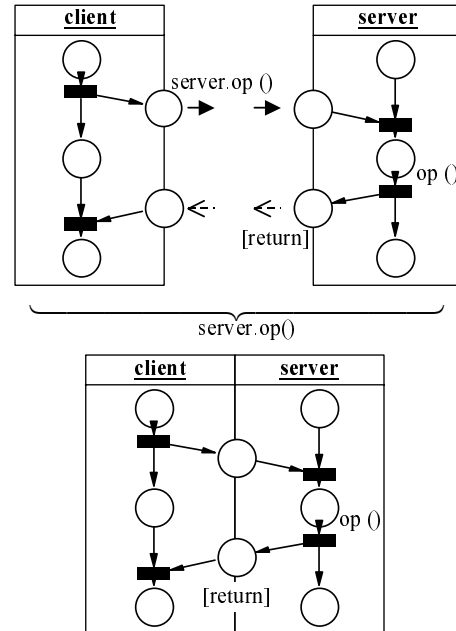 client
server
server.op ()
op ()
[return]
server.op()
client
server
op ()
[return]